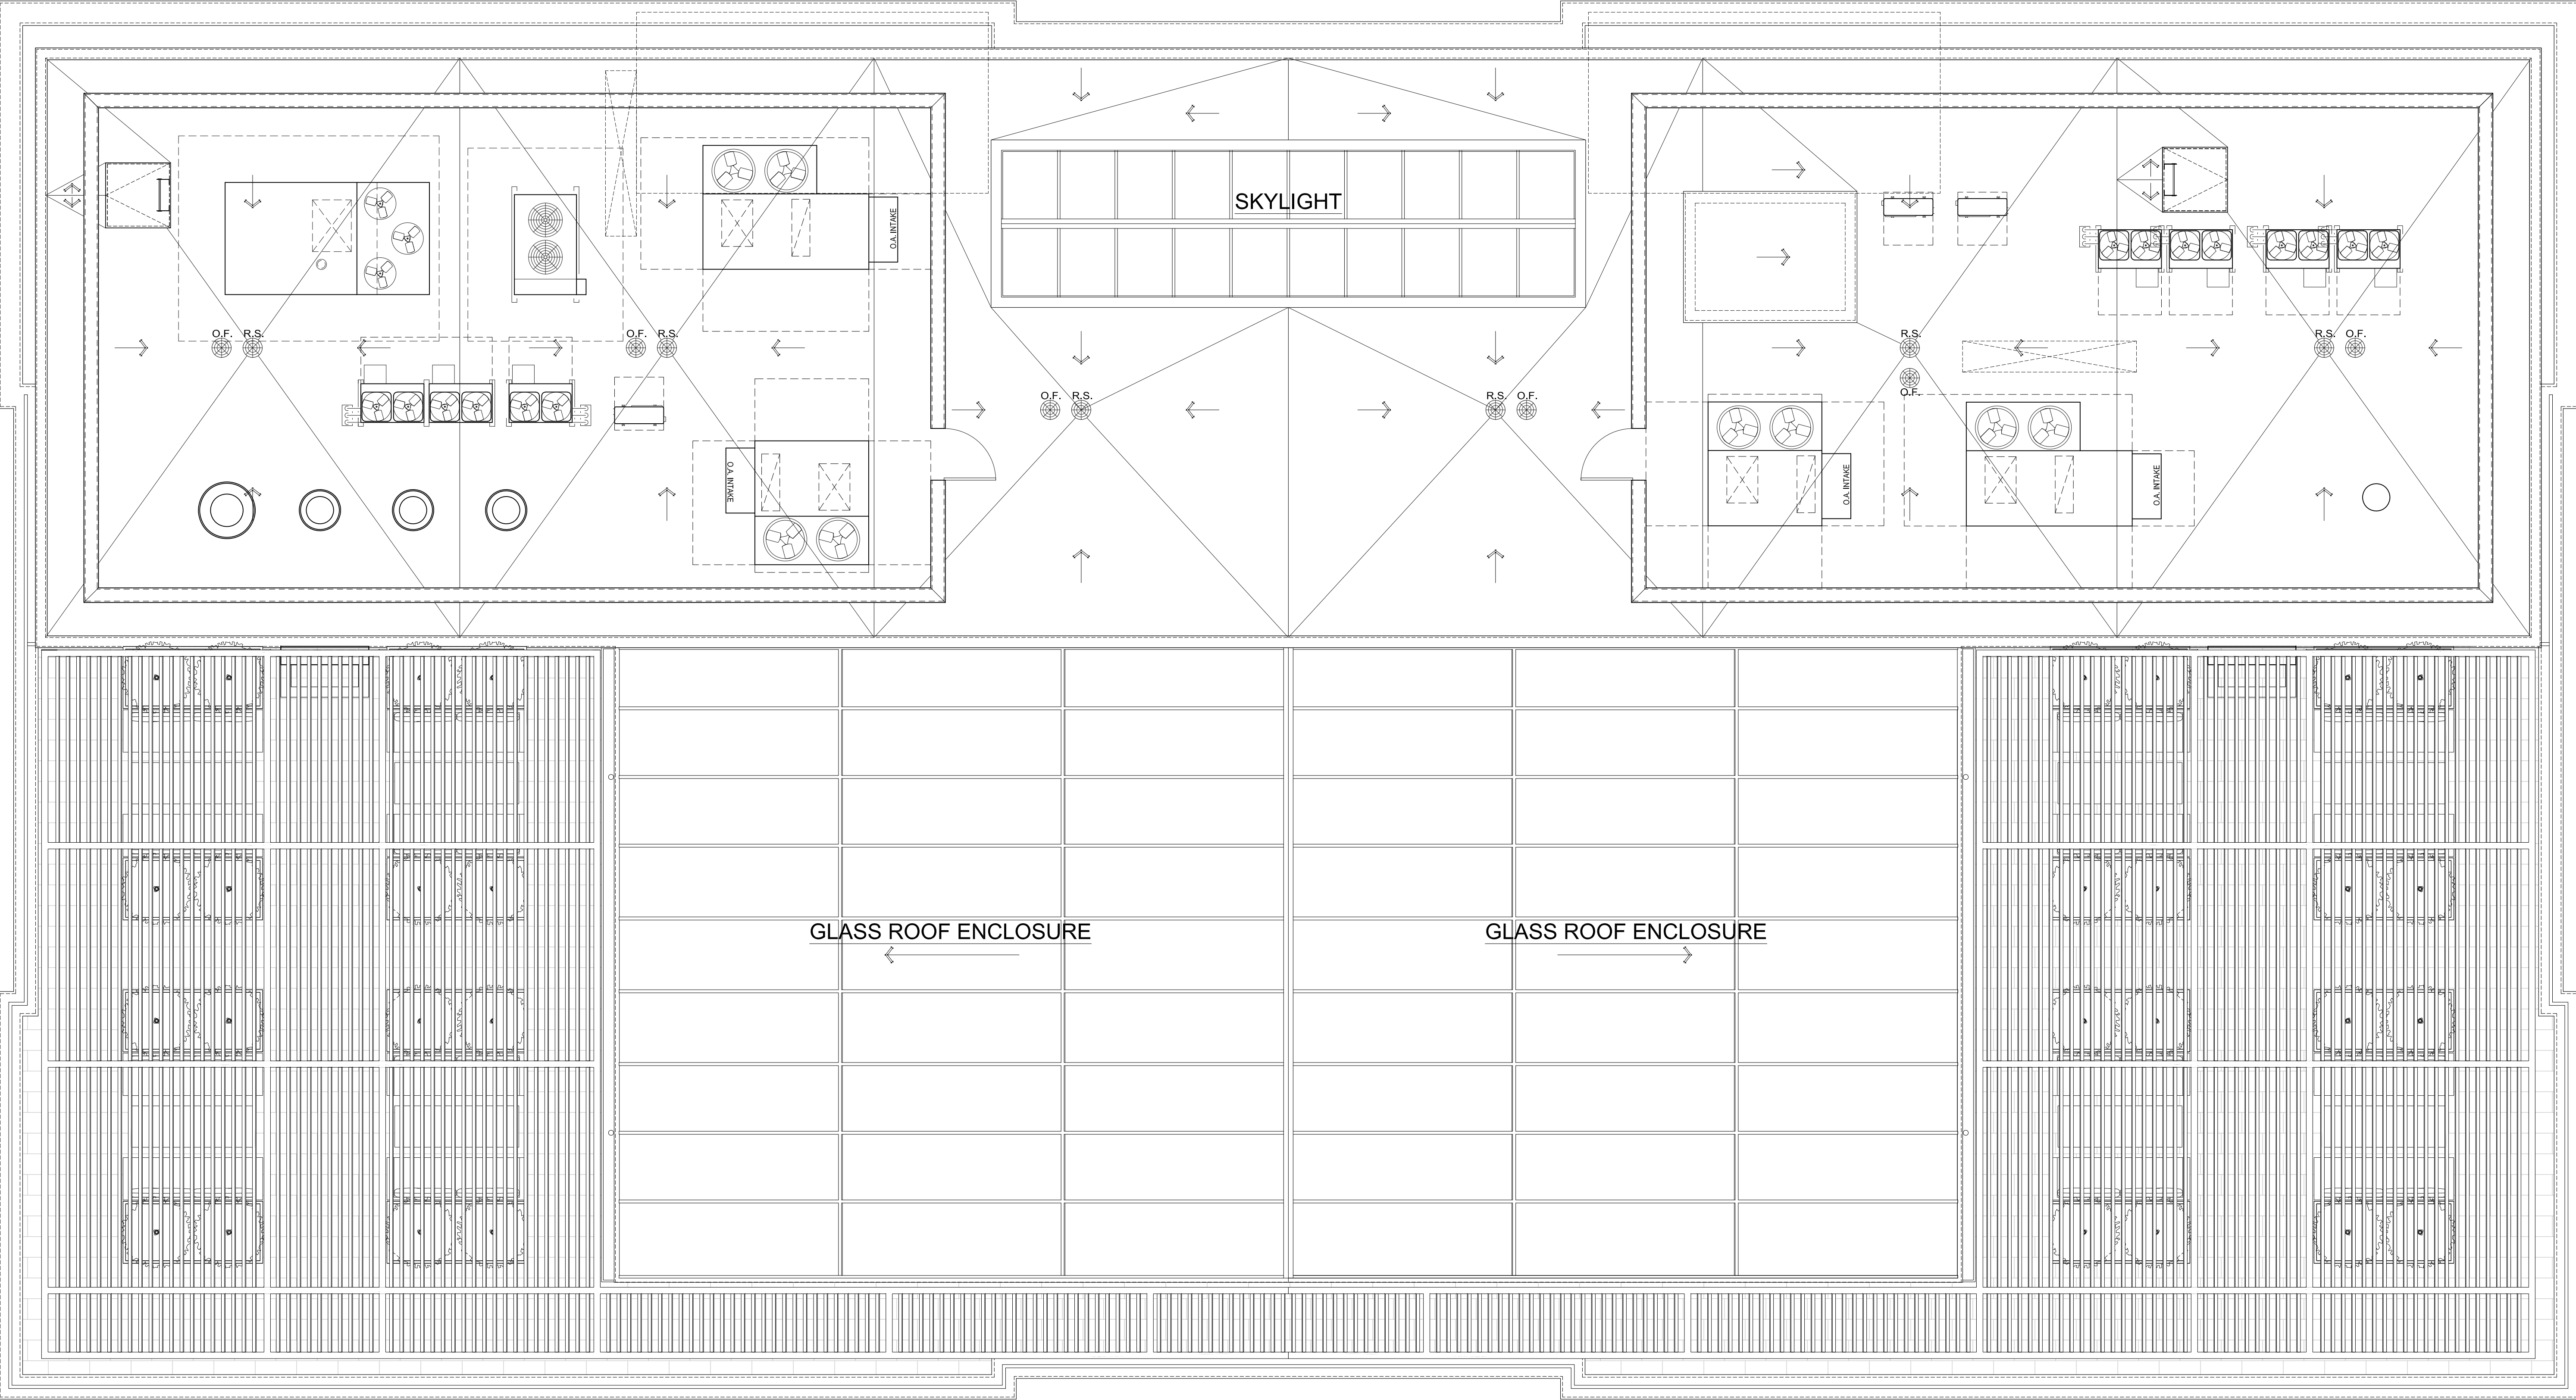 SKYLIGHT
O.A. INTAKE
O.F. R.S.
O.F. R.S.
R.S.
O.F.
R.S. O.F.
O.F. R.S.
R.S. O.F.
O.A. INTAKE
O.A. INTAKE
O.A. INTAKE
GLASS ROOF ENCLOSURE
GLASS ROOF ENCLOSURE